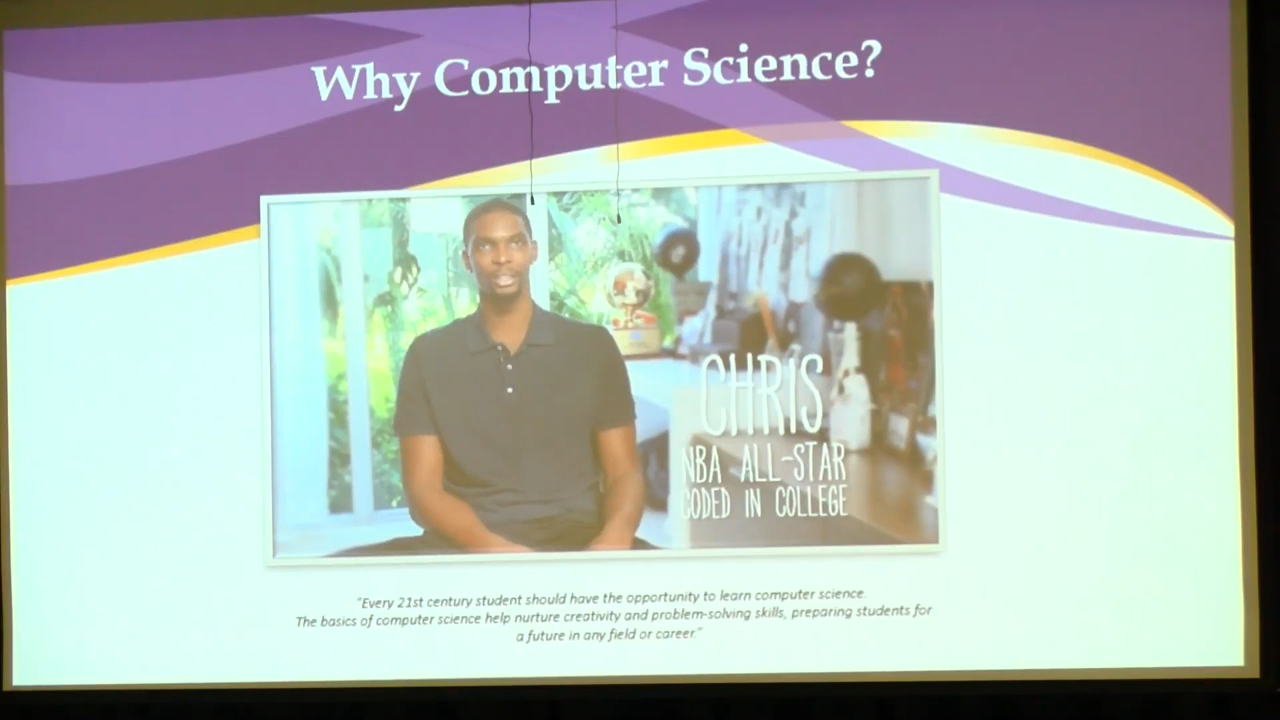 Why Computer Science?
CHRIS
NBA ALL-STAR
CODED IN COLLEGE
"Every 21st century student should have the opportunity to learn computer science.
The basics of computer science help nurture creativity and problem-solving skills, preparing students for
a future in any field or career."